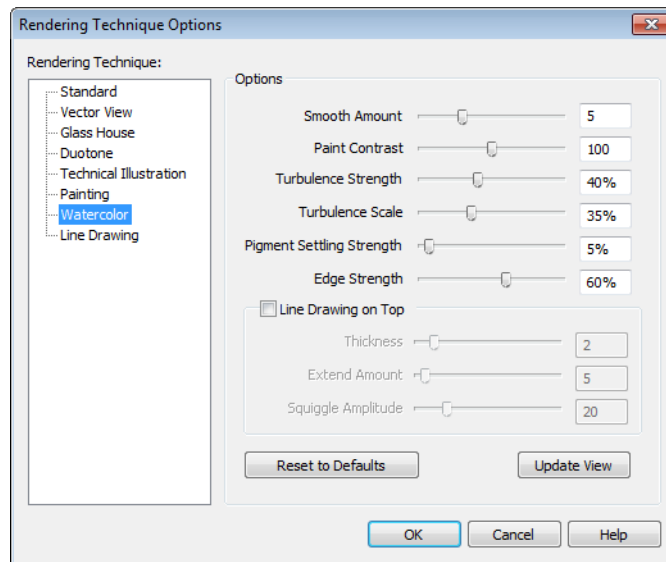 Rendering Technique Options
Rendering Technique:
Standard
Vector View
Glass House
Duotone
Technical Illustration
Painting
Watercolor
Line Drawing
Options
Smooth Amount 5
Paint Contrast 100
Turbulence Strength 40%
Turbulence Scale 35%
Pigment Settling Strength 5%
Edge Strength 60%
Line Drawing on Top
Thickness 2
Extend Amount 5
Squiggle Amplitude 20
Reset to Defaults Update View
OK Cancel Help